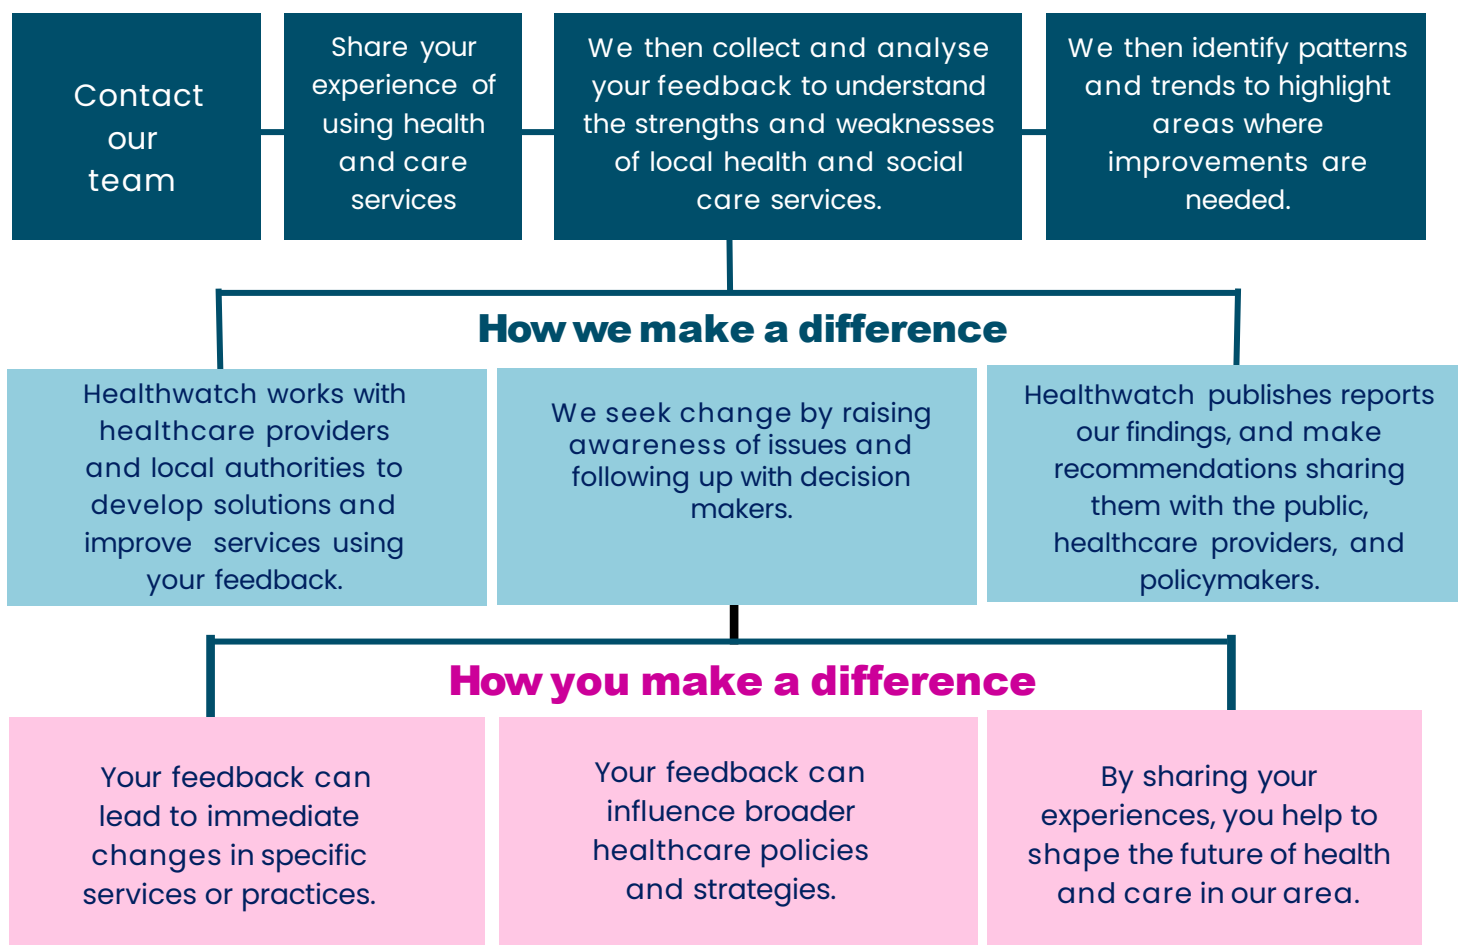 Contact
our
team
Share your
experience of
using health
and care
services
We then collect and analyse
your feedback to understand
the strengths and weaknesses
of local health and social
care services.
We then identify patterns
and trends to highlight
areas where
improvements are
needed.
How we make a difference
Healthwatch works with
healthcare providers
and local authorities to
develop solutions and
improve services using
your feedback.
We seek change by raising
awareness of issues and
following up with decision
makers.
Healthwatch publishes reports
our findings, and make
recommendations sharing
them with the public,
healthcare providers, and
policymakers.
How you make a difference
Your feedback can
lead to immediate
changes in specific
services or practices.
Your feedback can
influence broader
healthcare policies
and strategies.
By sharing your
experiences, you help to
shape the future of health
and care in our area.